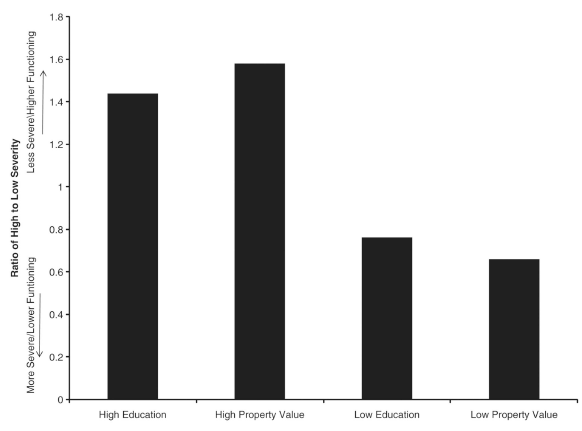 Ratio of High to Low Severity
More Severe/Lower Funtioning
Less Severe\Higher Functioning
1.8
1.6
1.4
1.2
1
0.8
0.6
0.4
0.2
0
High Education
High Property Value
Low Education
Low Property Value